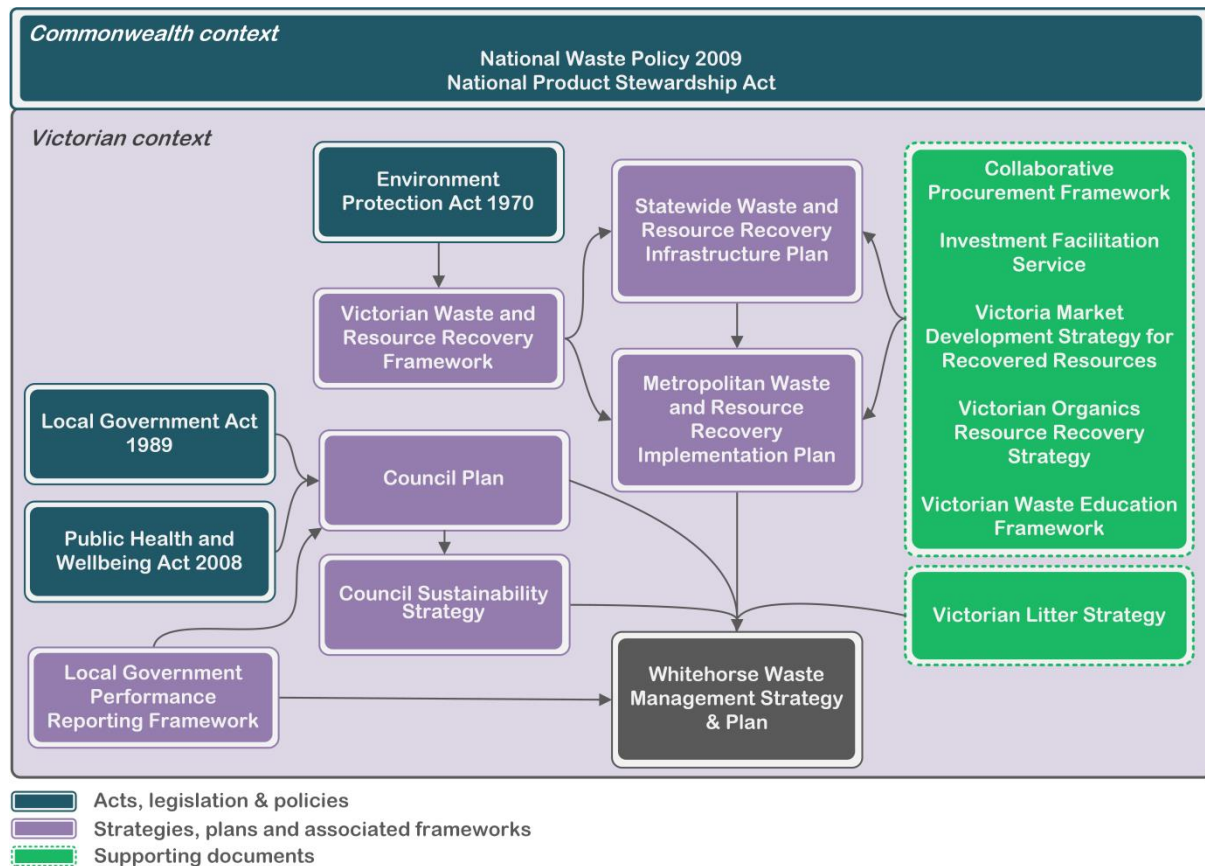 Commonwealth context
National Waste Policy 2009
National Product Stewardship Act
Victorian context
Environment
Protection Act 1970
Statewide Waste and
Resource Recovery
Infrastructure Plan
Collaborative
Procurement Framework
Investment Facilitation
Service
Victoria Market
Development Strategy for
Recovered Resources
Victorian Organics
Resource Recovery
Strategy
Victorian Waste Education
Framework
Victorian Waste and
Resource Recovery
Framework
Metropolitan Waste
and Resource
Recovery
Implementation Plan
Local Government Act
1989
Council Plan
Public Health and
Wellbeing Act 2008
Council Sustainability
Strategy
Victorian Litter Strategy
Local Government
Performance
Reporting Framework
Whitehorse Waste
Management Strategy
& Plan
Acts, legislation & policies
Strategies, plans and associated frameworks
Supporting documents